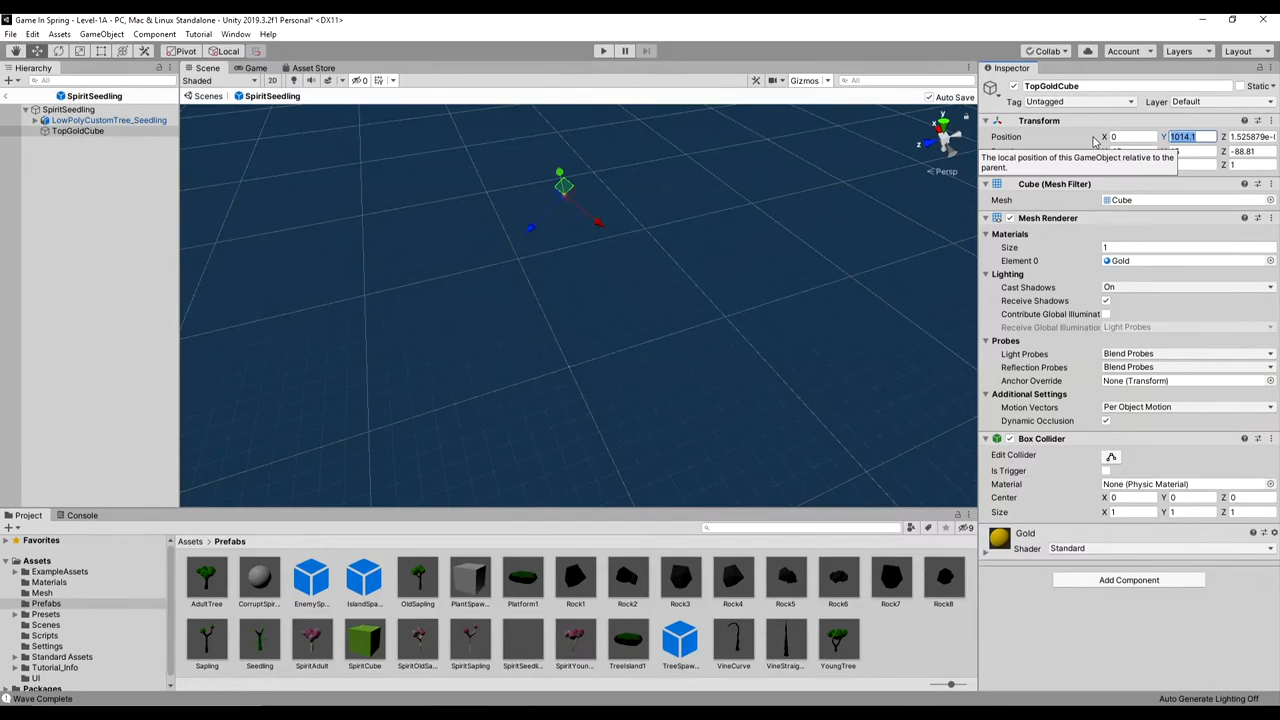 Game In Spring - Level-1A - PC, Mac & Linux Standalone - Unity 2019.3.2f1 Personal* <DX11>
File Edit Assets GameObject Component Tutorial Window Help
Pivot Local Collab Account Layers Layout
Hierarchy Scene Game Asset Store Inspector
All Shaded 2D 0 Gizmos All
SpiritSeedling Scenes SpiritSeedling Auto Save
SpiritSeedling
LowPolyCustomTree_Seedling
TopGoldCube
y
x
z
Persp
TopGoldCube Static
Tag Untagged Layer Default
Transform
Position X 0 Y 1014.1 Z 1.525879e-(
-88.81
1
The local position of this GameObject relative to the
parent.
Cube (Mesh Filter)
Mesh Cube
Mesh Renderer
Materials
Size 1
Element 0 Gold
Lighting
Cast Shadows On
Receive Shadows
Contribute Global Illuminat
Receive Global Illumination Light Probes
Probes
Light Probes Blend Probes
Reflection Probes Blend Probes
Anchor Override None (Transform)
Additional Settings
Motion Vectors Per Object Motion
Dynamic Occlusion
Box Collider
Edit Collider
Is Trigger
Material None (Physic Material)
Center X 0 Y 0 Z 0
Size X 1 Y 1 Z 1
Gold
Shader Standard
Add Component
Project Console
9
Favorites
Assets
ExampleAssets
Materials
Mesh
Prefabs
Presets
Scenes
Scripts
Settings
Standard Assets
Tutorial_Info
UI
Packages
Assets Prefabs
AdultTree CorruptSpir... EnemySp... IslandSpa... OldSapling PlantSpaw... Platform1 Rock1 Rock2 Rock3 Rock4 Rock5 Rock6 Rock7 Rock8
Sapling Seedling SpiritAdult SpiritCube SpiritOldSa... SpiritSapling SpiritSeedli... SpiritYoun... TreeIsland1 TreeSpaw... VineCurve VineStraig... YoungTree
Wave Complete Auto Generate Lighting Off